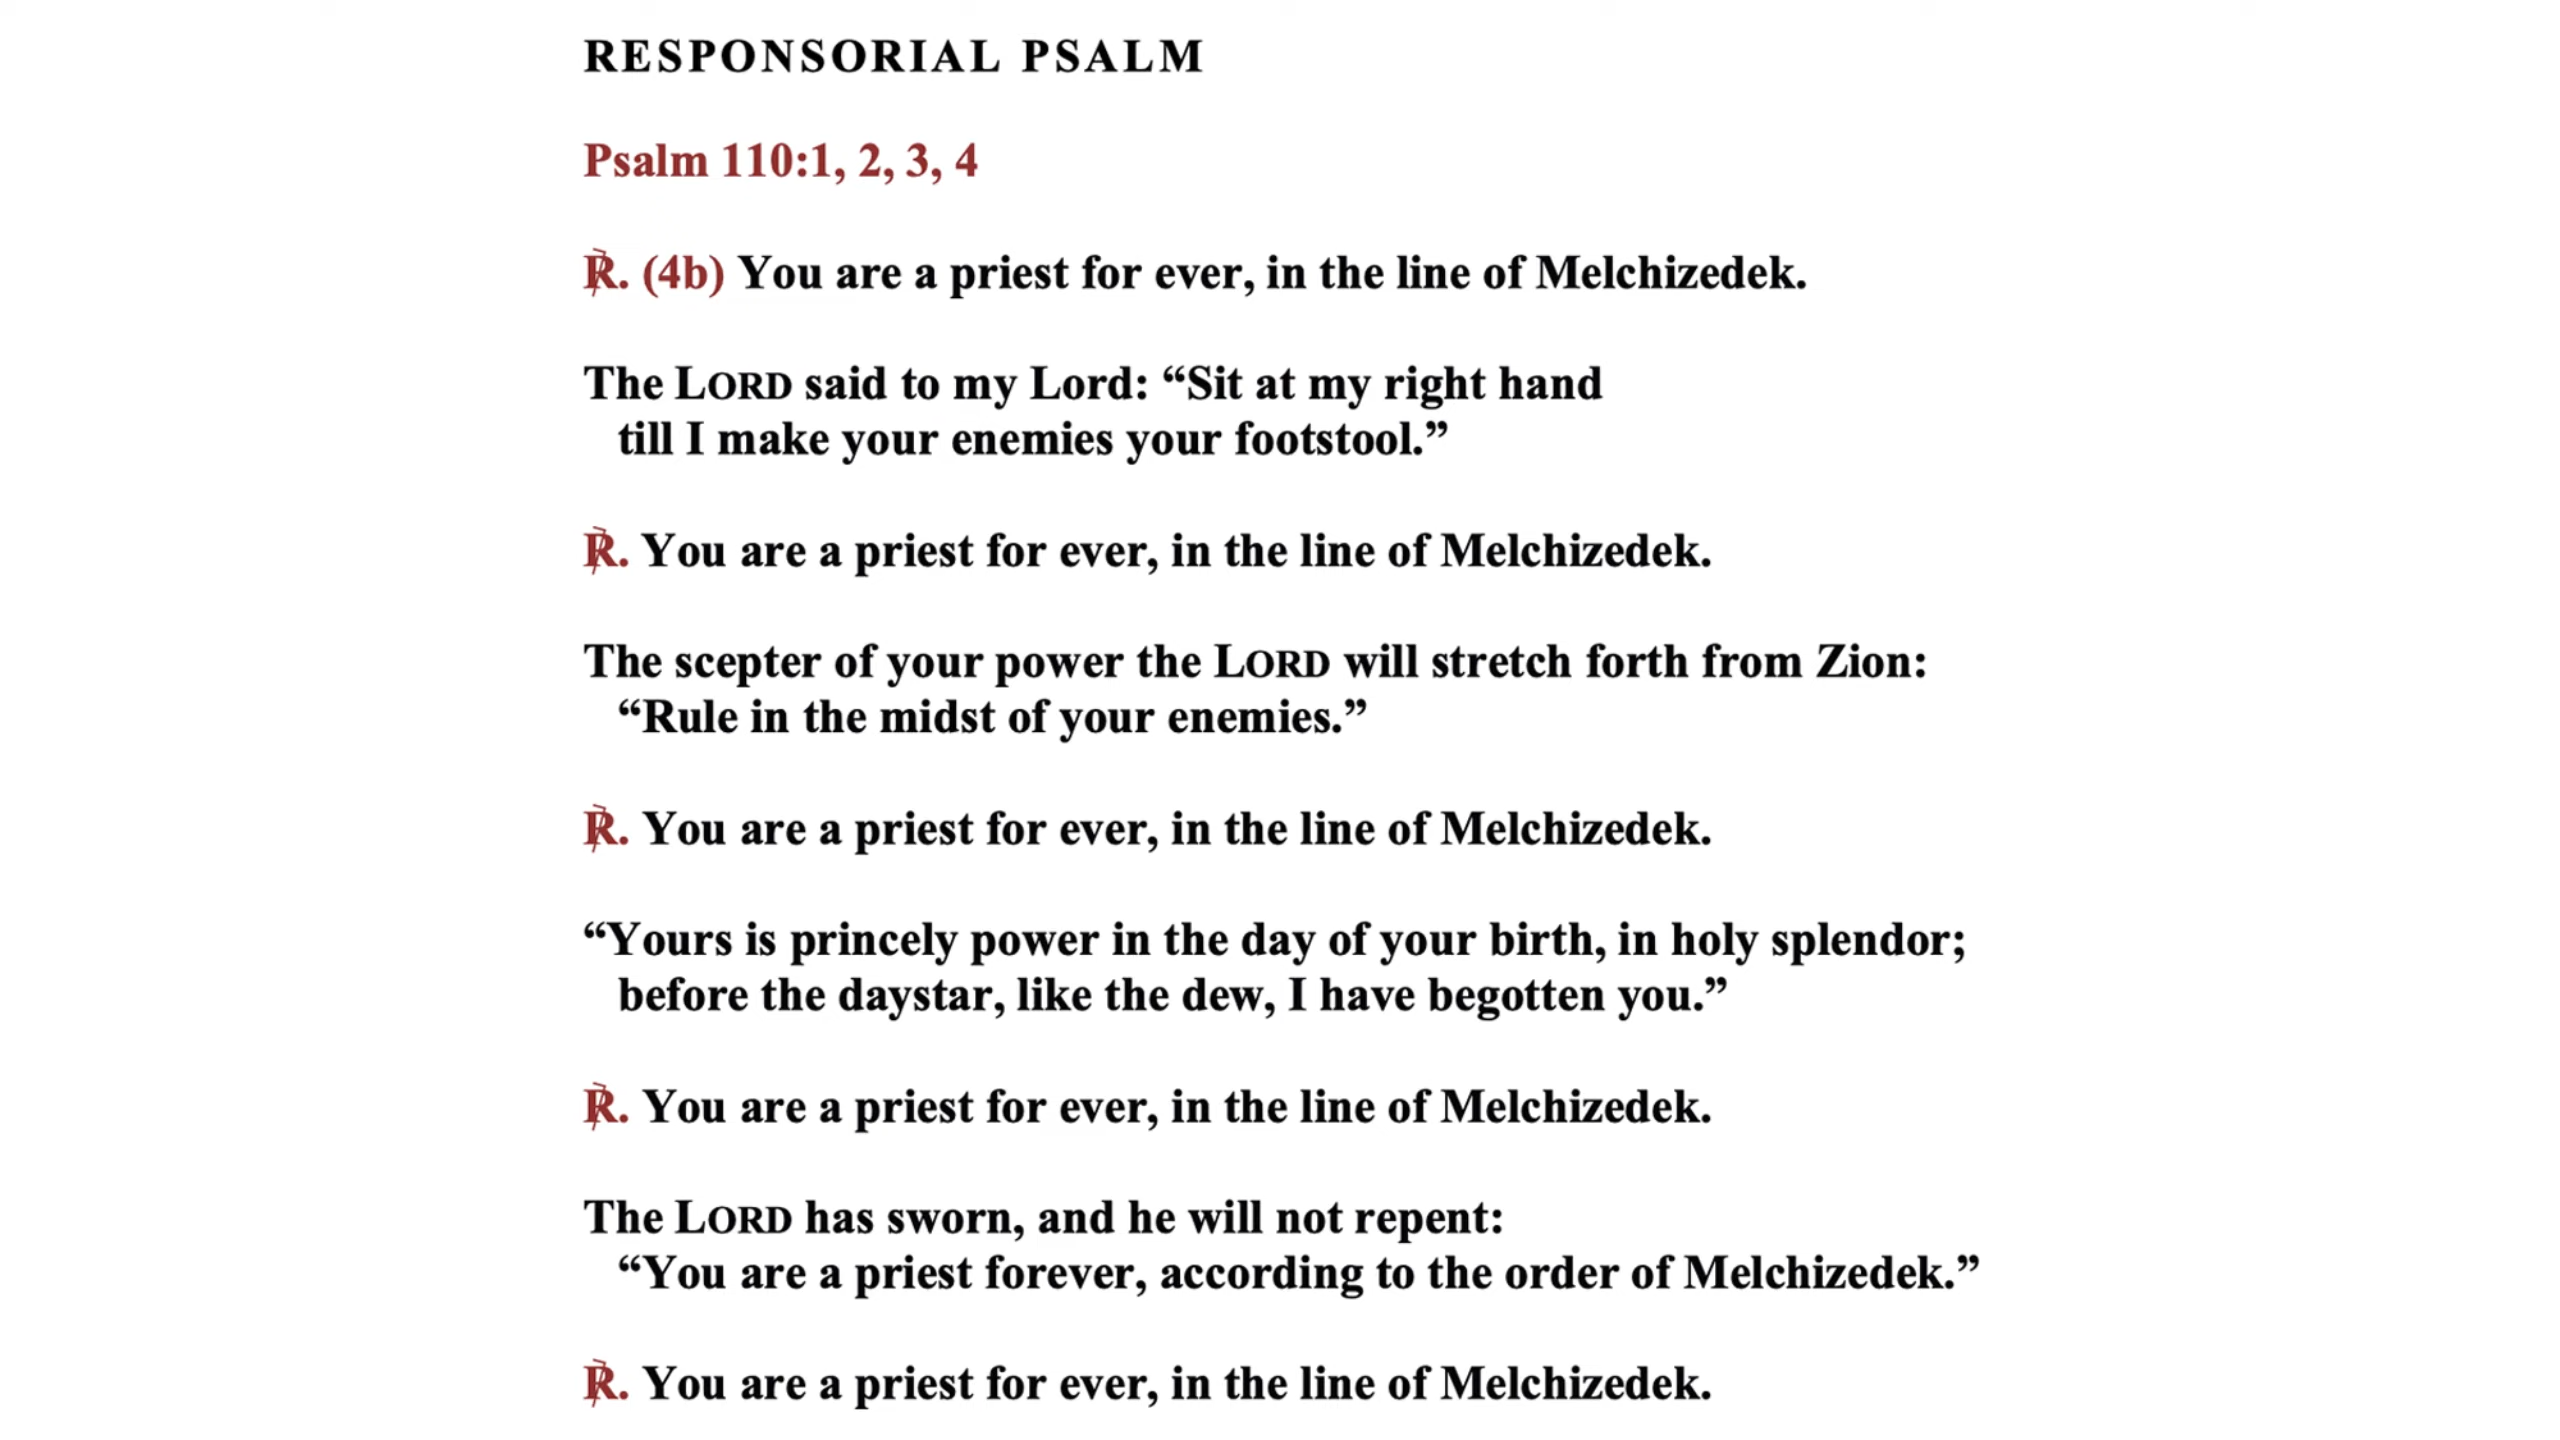 RESPONSORIAL PSALM
Psalm 110:1, 2, 3, 4
℟. (4b) You are a priest for ever, in the line of Melchizedek.
The LORD said to my Lord: “Sit at my right hand
till I make your enemies your footstool.”
℟. You are a priest for ever, in the line of Melchizedek.
The scepter of your power the LORD will stretch forth from Zion:
“Rule in the midst of your enemies.”
℟. You are a priest for ever, in the line of Melchizedek.
“Yours is princely power in the day of your birth, in holy splendor;
before the daystar, like the dew, I have begotten you.”
℟. You are a priest for ever, in the line of Melchizedek.
The LORD has sworn, and he will not repent:
“You are a priest forever, according to the order of Melchizedek.”
℟. You are a priest for ever, in the line of Melchizedek.